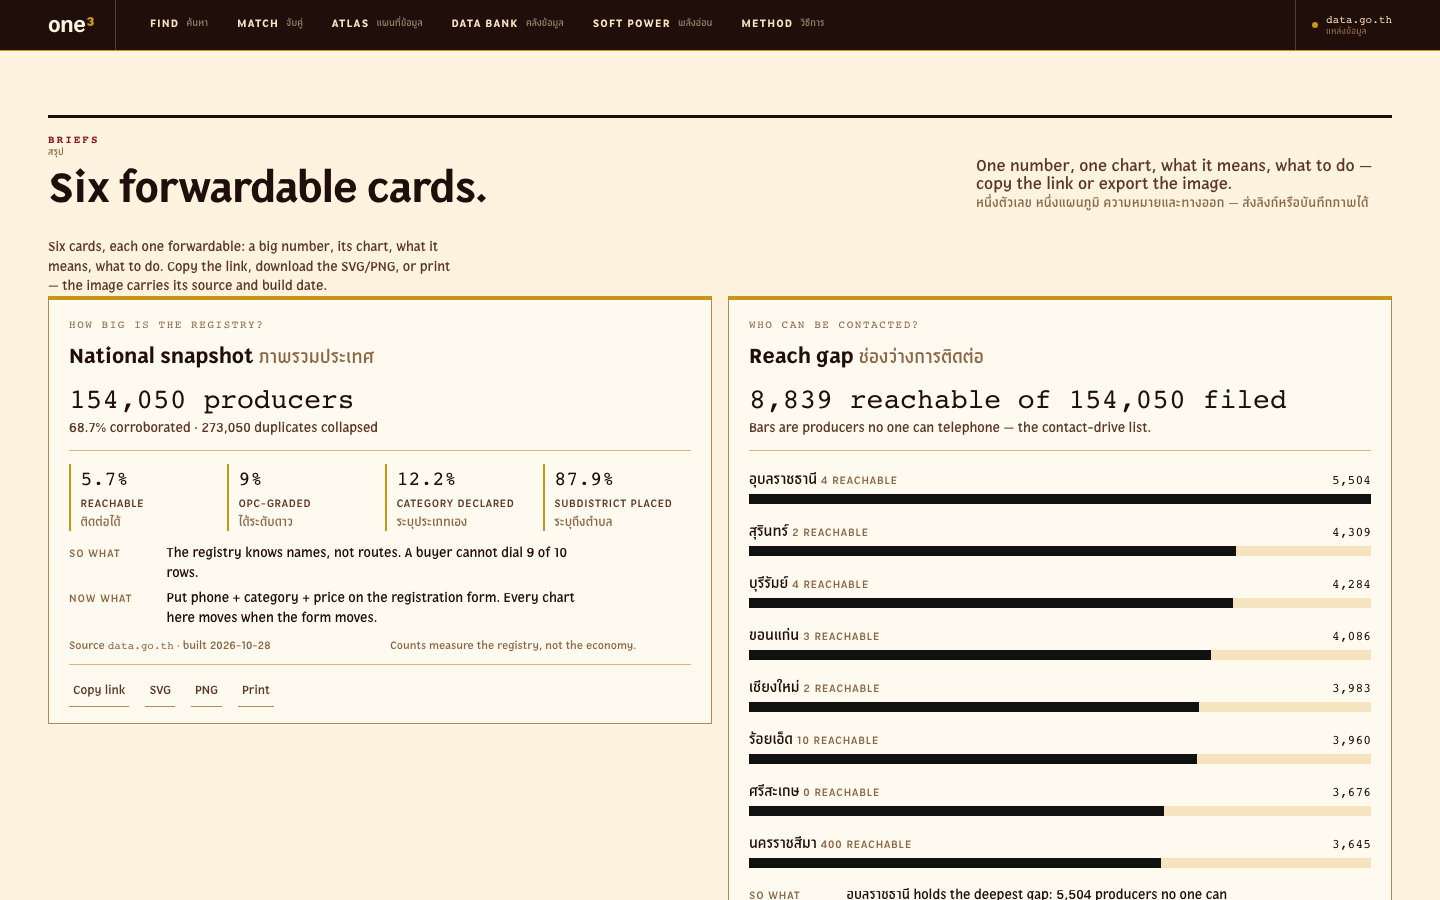 one³
FIND ค้นหา
MATCH จับคู่
ATLAS แผนที่ข้อมูล
DATA BANK คลังข้อมูล
SOFT POWER พลังอ่อน
METHOD วิธีการ
data.go.th
แหล่งข้อมูล
BRIEFS
สรุป
Six forwardable cards.
One number, one chart, what it means, what to do —
copy the link or export the image.
หนึ่งตัวเลข หนึ่งแผนภูมิ ความหมายและทางออก — ส่งลิงก์หรือบันทึกภาพได้
Six cards, each one forwardable: a big number, its chart, what it
means, what to do. Copy the link, download the SVG/PNG, or print
— the image carries its source and build date.
HOW BIG IS THE REGISTRY?
National snapshot ภาพรวมประเทศ
154,050 producers
68.7% corroborated · 273,050 duplicates collapsed
5.7%
REACHABLE
ติดต่อได้
9%
OPC-GRADED
ได้ระดับดาว
12.2%
CATEGORY DECLARED
ระบุประเภทเอง
87.9%
SUBDISTRICT PLACED
ระบุถึงตำบล
SO WHAT
The registry knows names, not routes. A buyer cannot dial 9 of 10
rows.
NOW WHAT
Put phone + category + price on the registration form. Every chart
here moves when the form moves.
Source data.go.th · built 2026-10-28
Counts measure the registry, not the economy.
Copy link
SVG
PNG
Print
WHO CAN BE CONTACTED?
Reach gap ช่องว่างการติดต่อ
8,839 reachable of 154,050 filed
Bars are producers no one can telephone — the contact-drive list.
อุบลราชธานี 4 REACHABLE 5,504
สุรินทร์ 2 REACHABLE 4,309
บุรีรัมย์ 4 REACHABLE 4,284
ขอนแก่น 3 REACHABLE 4,086
เชียงใหม่ 2 REACHABLE 3,983
ร้อยเอ็ด 10 REACHABLE 3,960
ศรีสะเกษ 0 REACHABLE 3,676
นครราชสีมา 400 REACHABLE 3,645
SO WHAT
อุบลราชธานี holds the deepest gap: 5,504 producers no one can